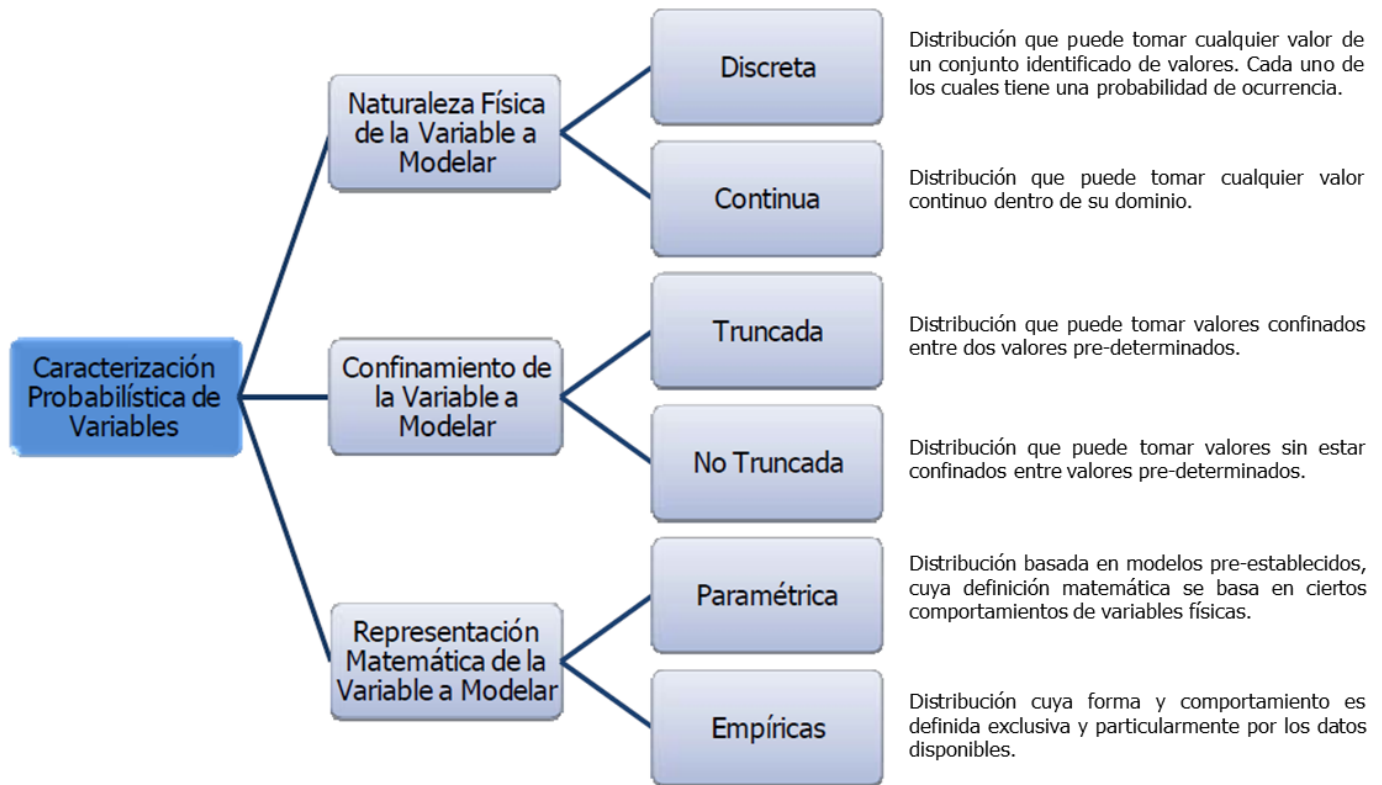 Caracterización
Probabilística de
Variables
Naturaleza Física
de la Variable a
Modelar
Discreta
Distribución que puede tomar cualquier valor de
un conjunto identificado de valores. Cada uno de
los cuales tiene una probabilidad de ocurrencia.
Continua
Distribución que puede tomar cualquier valor
continuo dentro de su dominio.
Confinamiento de
la Variable a
Modelar
Truncada
Distribución que puede tomar valores confinados
entre dos valores pre-determinados.
No Truncada
Distribución que puede tomar valores sin estar
confinados entre valores pre-determinados.
Representación
Matemática de la
Variable a Modelar
Paramétrica
Distribución basada en modelos pre-establecidos,
cuya definición matemática se basa en ciertos
comportamientos de variables físicas.
Empíricas
Distribución cuya forma y comportamiento es
definida exclusiva y particularmente por los datos
disponibles.